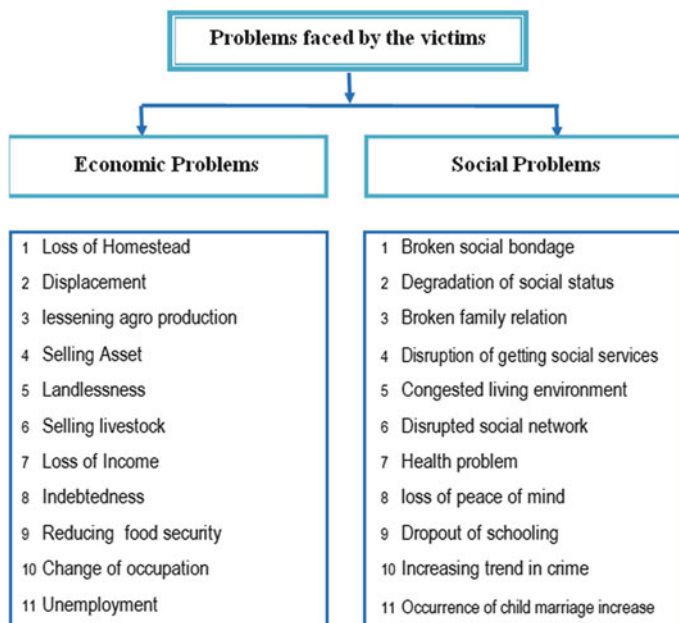 Problems faced by the victims
Economic Problems
1 Loss of Homestead
2 Displacement
3 lessening agro production
4 Selling Asset
5 Landlessness
6 Selling livestock
7 Loss of Income
8 Indebtedness
9 Reducing food security
10 Change of occupation
11 Unemployment
Social Problems
1 Broken social bondage
2 Degradation of social status
3 Broken family relation
4 Disruption of getting social services
5 Congested living environment
6 Disrupted social network
7 Health problem
8 loss of peace of mind
9 Dropout of schooling
10 Increasing trend in crime
11 Occurrence of child marriage increase